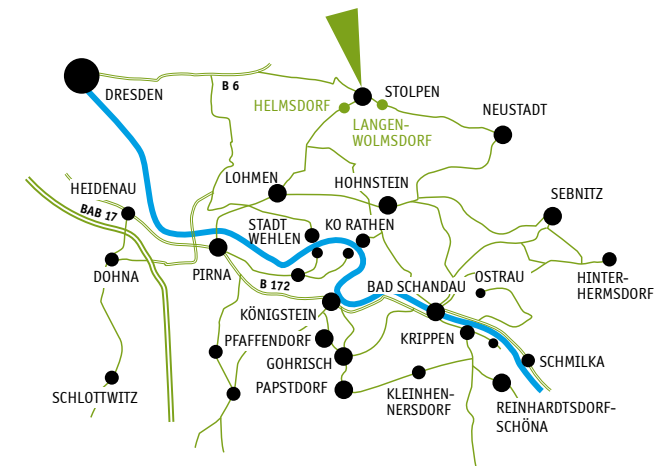 B 6
DRESDEN
STOLPEN
HELMSDORF
LANGEN-
WOLMSDORF
NEUSTADT
LOHMEN
HOHNSTEIN
HEIDENAU
BAB 17
SEBNITZ
STADT
WEHLEN
KO RATHEN
DOHNA
PIRNA
B 172
BAD SCHANDAU
OSTRAU
HINTER-
HERMSDORF
KÖNIGSTEIN
PFAFFENDORF
KRIPPEN
GOHRISCH
SCHMILKA
PAPSTDORF
SCHLOTTWITZ
KLEINHEN-
NERSDORF
REINHARDTSDORF-
SCHÖNA